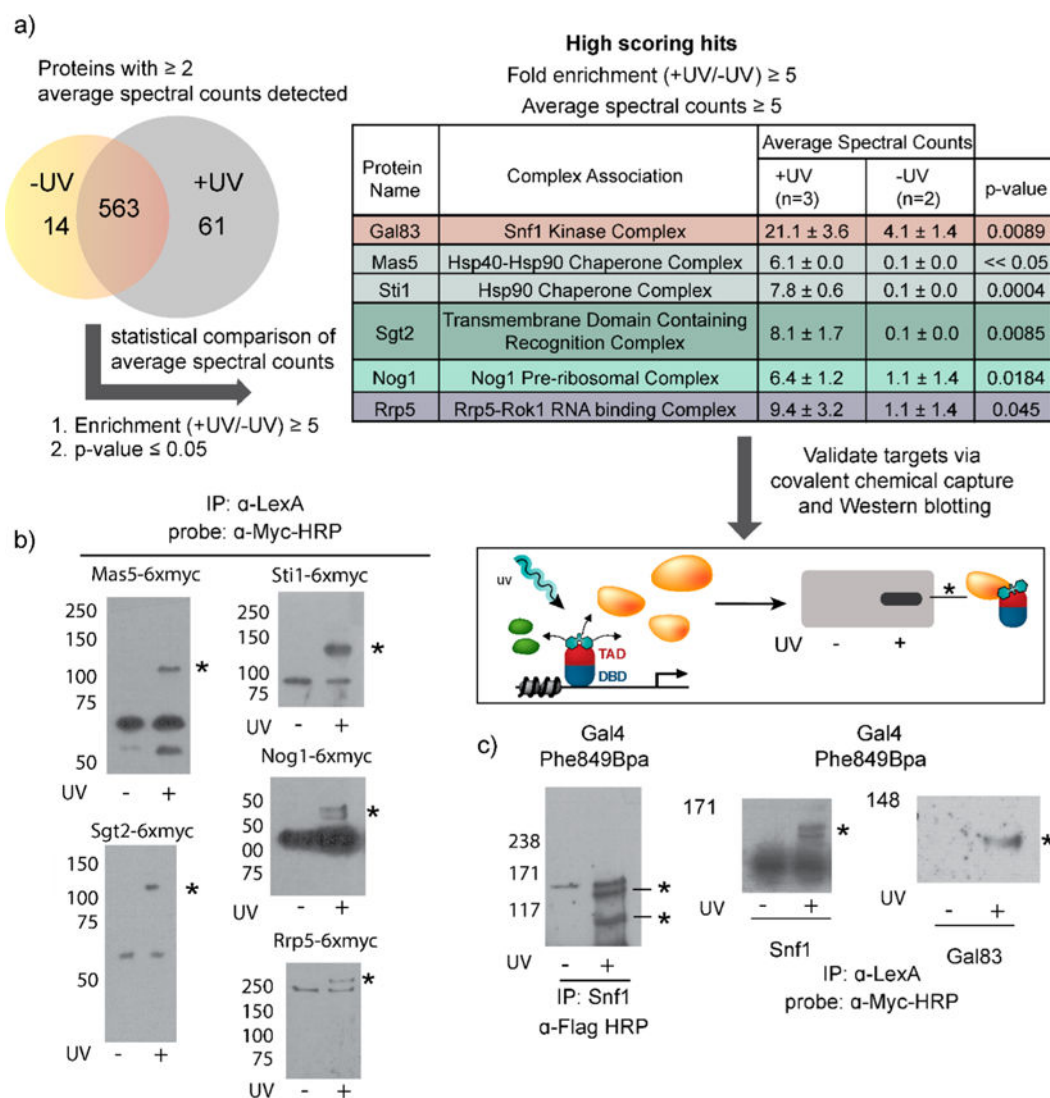 a)
Proteins with ≥ 2
average spectral counts detected
-UV
14
563
+UV
61
statistical comparison of
average spectral counts
1. Enrichment (+UV/-UV) ≥ 5
2. p-value ≤ 0.05
High scoring hits
Fold enrichment (+UV/-UV) ≥ 5
Average spectral counts ≥ 5
Protein Name Complex Association Average Spectral Counts p-value
+UV (n=3) -UV (n=2)
Gal83 Snf1 Kinase Complex 21.1 ± 3.6 4.1 ± 1.4 0.0089
Mas5 Hsp40-Hsp90 Chaperone Complex 6.1 ± 0.0 0.1 ± 0.0 << 0.05
Sti1 Hsp90 Chaperone Complex 7.8 ± 0.6 0.1 ± 0.0 0.0004
Sgt2 Transmembrane Domain Containing Recognition Complex 8.1 ± 1.7 0.1 ± 0.0 0.0085
Nog1 Nog1 Pre-ribosomal Complex 6.4 ± 1.2 1.1 ± 1.4 0.0184
Rrp5 Rrp5-Rok1 RNA binding Complex 9.4 ± 3.2 1.1 ± 1.4 0.045
Validate targets via
covalent chemical capture
and Western blotting
uv
TAD
DBD
*
UV - +
b)
IP: α-LexA
probe: α-Myc-HRP
Mas5-6xmyc
250
150
100
75
50
*
UV - +
Sti1-6xmyc
250
150
100
75
*
UV - +
Sgt2-6xmyc
150
100
75
50
*
UV - +
Nog1-6xmyc
50
50
00
75
*
UV - +
Rrp5-6xmyc
250
150
100
75
*
UV - +
c)
Gal4
Phe849Bpa
238
171
117
*
*
UV - +
IP: Snf1
α-Flag HRP
Gal4
Phe849Bpa
171
*
UV - +
Snf1
148
*
- +
Gal83
IP: α-LexA
probe: α-Myc-HRP